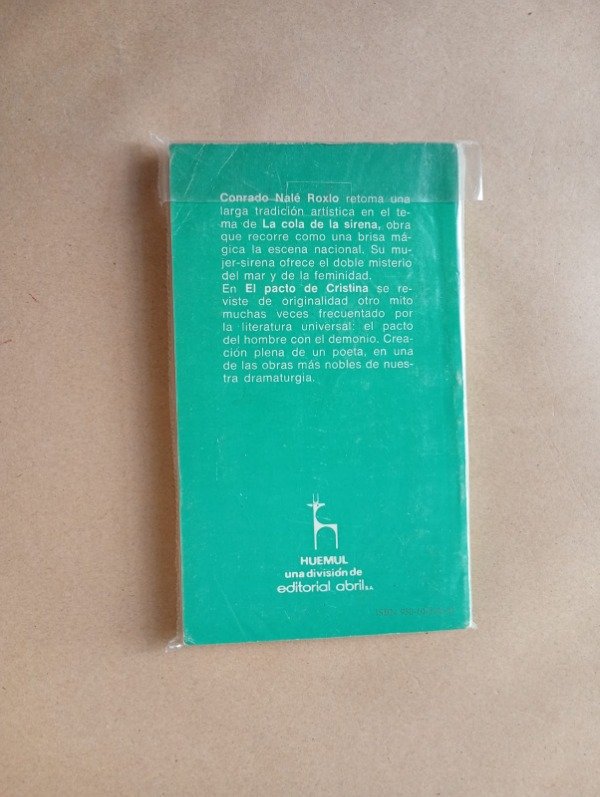 Conrado Nalé Roxlo retoma una
larga tradición artística en el te-
ma de La cola de la sirena, obra
que recorre como una brisa má-
gica la escena nacional. Su mu-
jer-sirena ofrece el doble misterio
del mar y de la feminidad.
En El pacto de Cristina se re-
viste de originalidad otro mito
muchas veces frecuentado por
la literatura universal: el pacto
del hombre con el demonio. Crea-
ción plena de un poeta, en una
de las obras más nobles de nues-
tra dramaturgia.
HUEMUL
una división de
editorial abril S.A.
ISBN